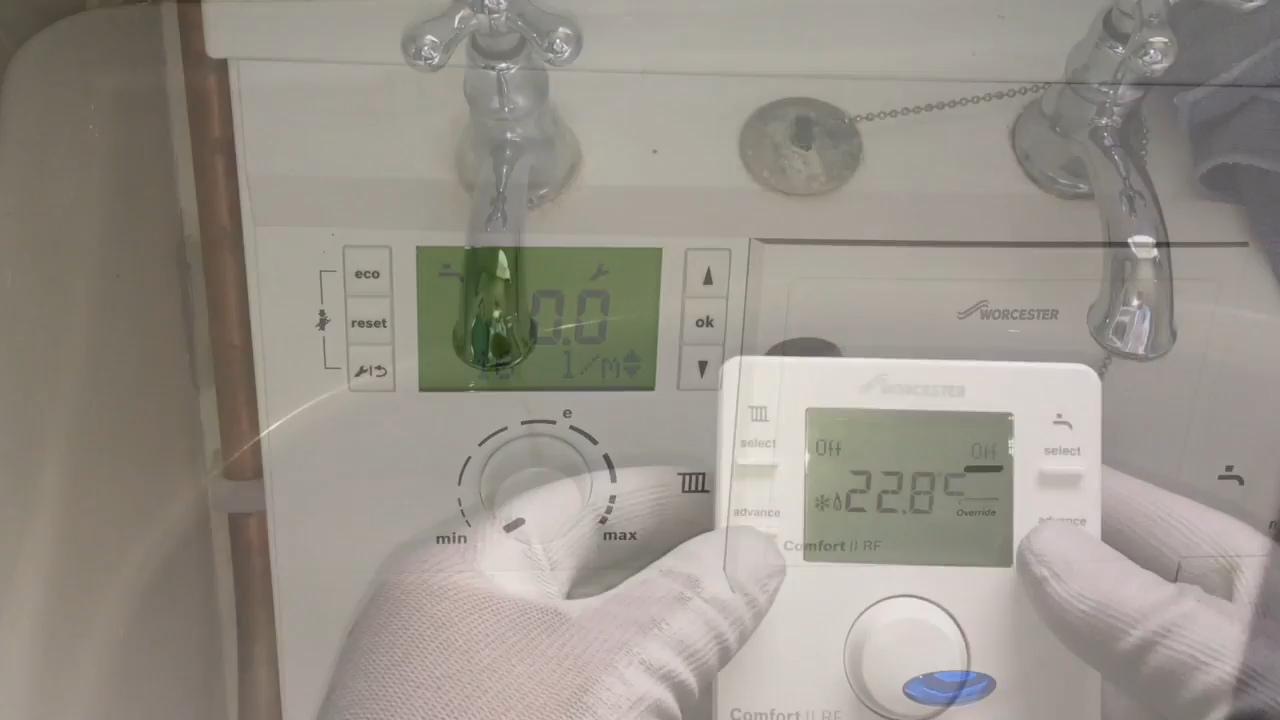 eco
reset
0.0
l/m
ok
WORCESTER
e
min
max
WORCESTER
select
select
Off
Off
22.8°C
Override
advance
advance
Comfort II RF
Comfort II RF